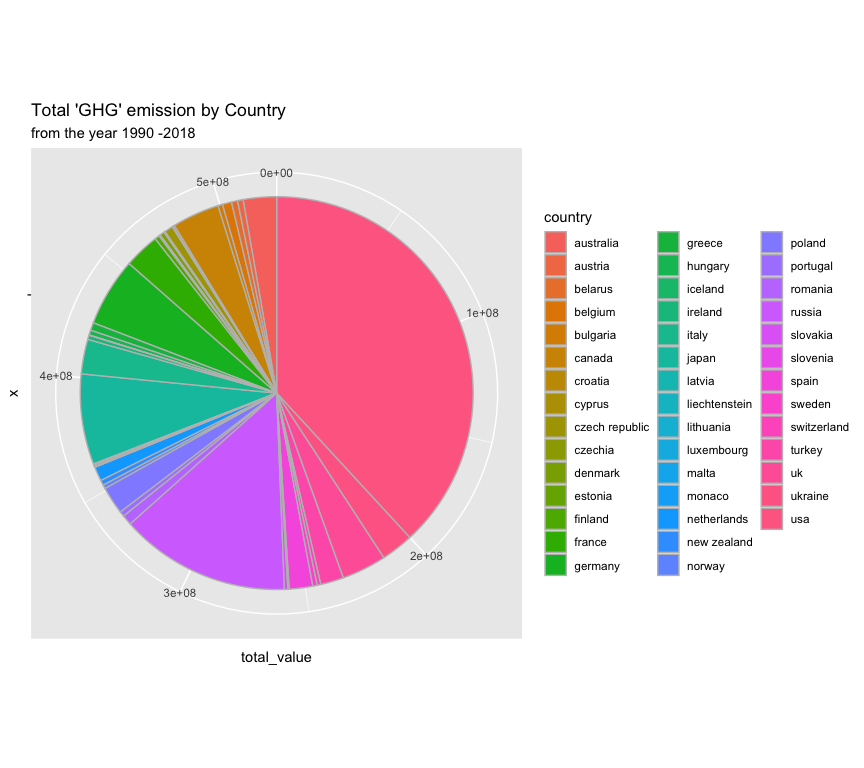 Total 'GHG' emission by Country
from the year 1990 -2018
0e+00
5e+08
1e+08
4e+08
2e+08
3e+08
x
total_value
country
australia
austria
belarus
belgium
bulgaria
canada
croatia
cyprus
czech republic
czechia
denmark
estonia
finland
france
germany
greece
hungary
iceland
ireland
italy
japan
latvia
liechtenstein
lithuania
luxembourg
malta
monaco
netherlands
new zealand
norway
poland
portugal
romania
russia
slovakia
slovenia
spain
sweden
switzerland
turkey
uk
ukraine
usa